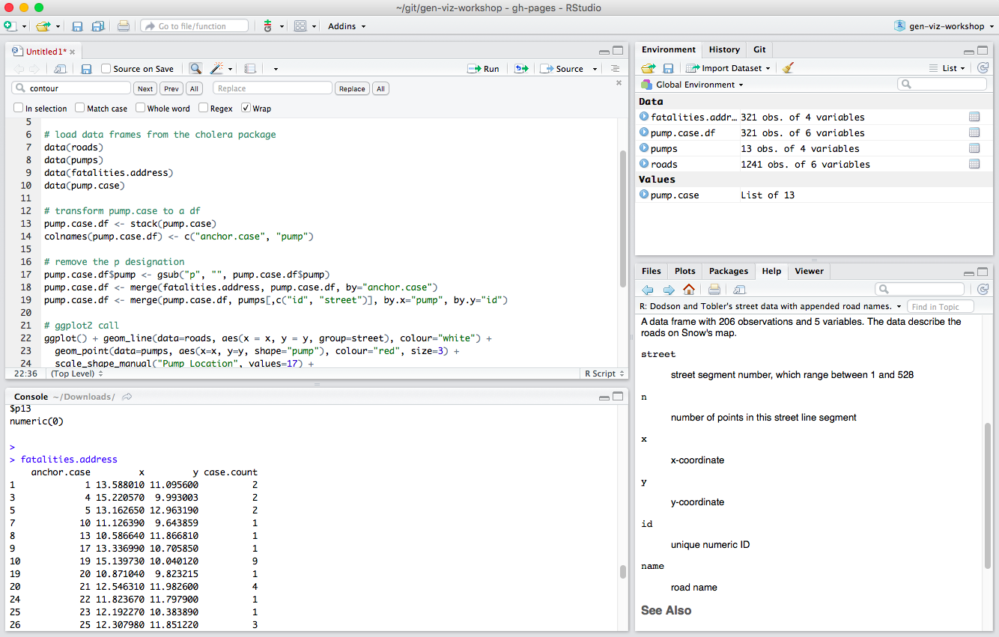 ~/git/gen-viz-workshop - gh-pages - RStudio
Go to file/function
Addins
gen-viz-workshop
Untitled1*
Source on Save
Run
Source
contour
Next
Prev
All
Replace
Replace
All
In selection
Match case
Whole word
Regex
Wrap
5
6 # load data frames from the cholera package
7 data(roads)
8 data(pumps)
9 data(fatalities.address)
10 data(pump.case)
11
12 # transform pump.case to a df
13 pump.case.df <- stack(pump.case)
14 colnames(pump.case.df) <- c("anchor.case", "pump")
15
16 # remove the p designation
17 pump.case.df$pump <- gsub("p", "", pump.case.df$pump)
18 pump.case.df <- merge(fatalities.address, pump.case.df, by="anchor.case")
19 pump.case.df <- merge(pump.case.df, pumps[,c("id", "street")], by.x="pump", by.y="id")
20
21 # ggplot2 call
22 ggplot() + geom_line(data=roads, aes(x = x, y = y, group=street), colour="white") +
23 geom_point(data=pumps, aes(x=x, y=y, shape="pump"), colour="red", size=3) +
24 scale_shape_manual("Pump Location", values=17) +
22:36 (Top Level) R Script
Console ~/Downloads/
$p13
numeric(0)
>
> fatalities.address
anchor.case x y case.count
1 1 13.588010 11.095600 2
3 4 15.220570 9.993003 2
5 5 13.162650 12.963190 2
7 10 11.126390 9.643859 1
8 13 10.586640 11.866810 1
9 17 13.336990 10.705850 1
10 19 15.139730 10.040120 9
19 20 10.871040 9.823215 1
20 21 12.546310 11.982600 4
24 22 11.823670 11.797900 1
25 23 12.192270 10.383890 1
26 25 12.307980 11.851220 3
Environment History Git
Import Dataset
List
Global Environment
Data
fatalities.addr… 321 obs. of 4 variables
pump.case.df 321 obs. of 6 variables
pumps 13 obs. of 4 variables
roads 1241 obs. of 6 variables
Values
pump.case List of 13
Files Plots Packages Help Viewer
R: Dodson and Tobler's street data with appended road names.
Find in Topic
A data frame with 206 observations and 5 variables. The data describe the
roads on Snow's map.
street
street segment number, which range between 1 and 528
n
number of points in this street line segment
x
x-coordinate
y
y-coordinate
id
unique numeric ID
name
road name
See Also